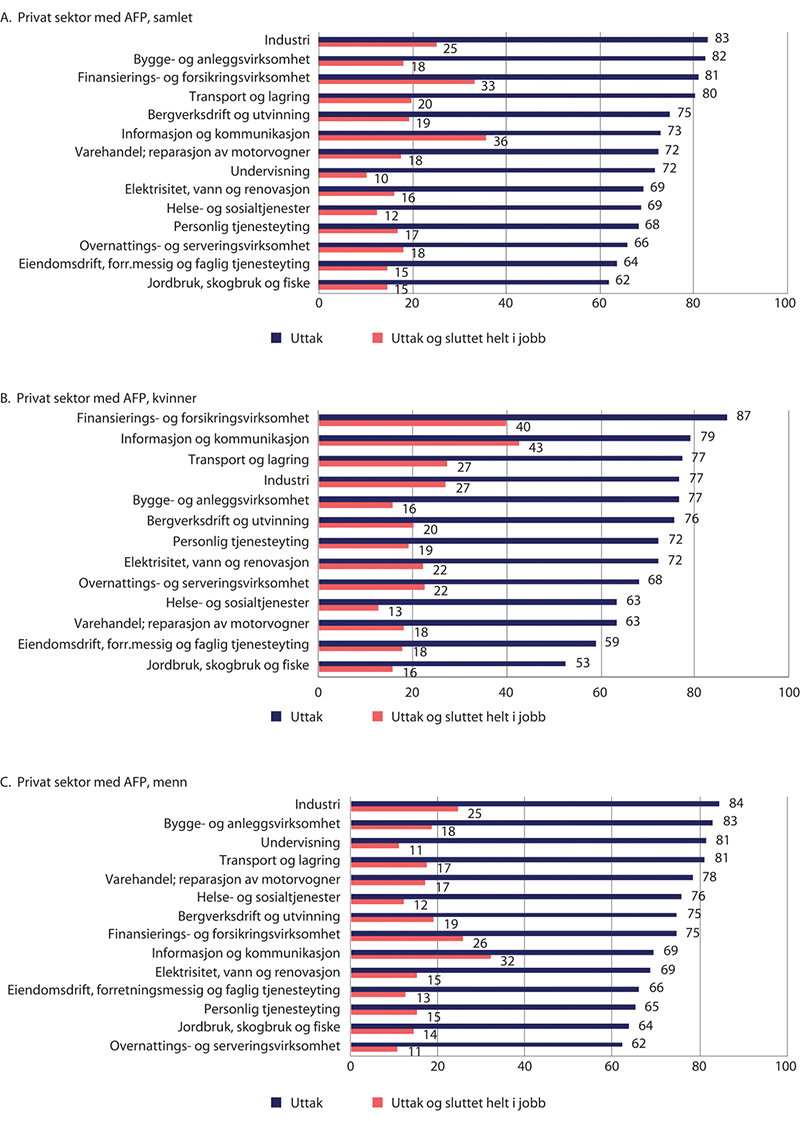 A. Privat sektor med AFP, samlet
Industri 83
25
Bygge- og anleggsvirksomhet 82
18
Finansierings- og forsikringsvirksomhet 81
33
Transport og lagring 80
20
Bergverksdrift og utvinning 75
19
Informasjon og kommunikasjon 73
36
Varehandel; reparasjon av motorvogner 72
18
Undervisning 72
10
Elektrisitet, vann og renovasjon 69
16
Helse- og sosialtjenester 69
12
Personlig tjenesteyting 68
17
Overnattings- og serveringsvirksomhet 66
18
Eiendomsdrift, forr.messig og faglig tjenesteyting 64
15
Jordbruk, skogbruk og fiske 62
15
0 20 40 60 80 100
Uttak Uttak og sluttet helt i jobb
B. Privat sektor med AFP, kvinner
Finansierings- og forsikringsvirksomhet 87
40
Informasjon og kommunikasjon 79
43
Transport og lagring 77
27
Industri 77
27
Bygge- og anleggsvirksomhet 77
16
Bergverksdrift og utvinning 76
20
Personlig tjenesteyting 72
19
Elektrisitet, vann og renovasjon 72
22
Overnattings- og serveringsvirksomhet 68
22
Helse- og sosialtjenester 63
13
Varehandel; reparasjon av motorvogner 63
18
Eiendomsdrift, forr.messig og faglig tjenesteyting 59
18
Jordbruk, skogbruk og fiske 53
16
0 20 40 60 80 100
Uttak Uttak og sluttet helt i jobb
C. Privat sektor med AFP, menn
Industri 84
25
Bygge- og anleggsvirksomhet 83
18
Undervisning 81
11
Transport og lagring 81
17
Varehandel; reparasjon av motorvogner 78
17
Helse- og sosialtjenester 76
12
Bergverksdrift og utvinning 75
19
Finansierings- og forsikringsvirksomhet 75
26
Informasjon og kommunikasjon 69
32
Elektrisitet, vann og renovasjon 69
15
Eiendomsdrift, forretningsmessig og faglig tjenesteyting 66
13
Personlig tjenesteyting 65
15
Jordbruk, skogbruk og fiske 64
14
Overnattings- og serveringsvirksomhet 62
11
0 20 40 60 80 100
Uttak Uttak og sluttet helt i jobb